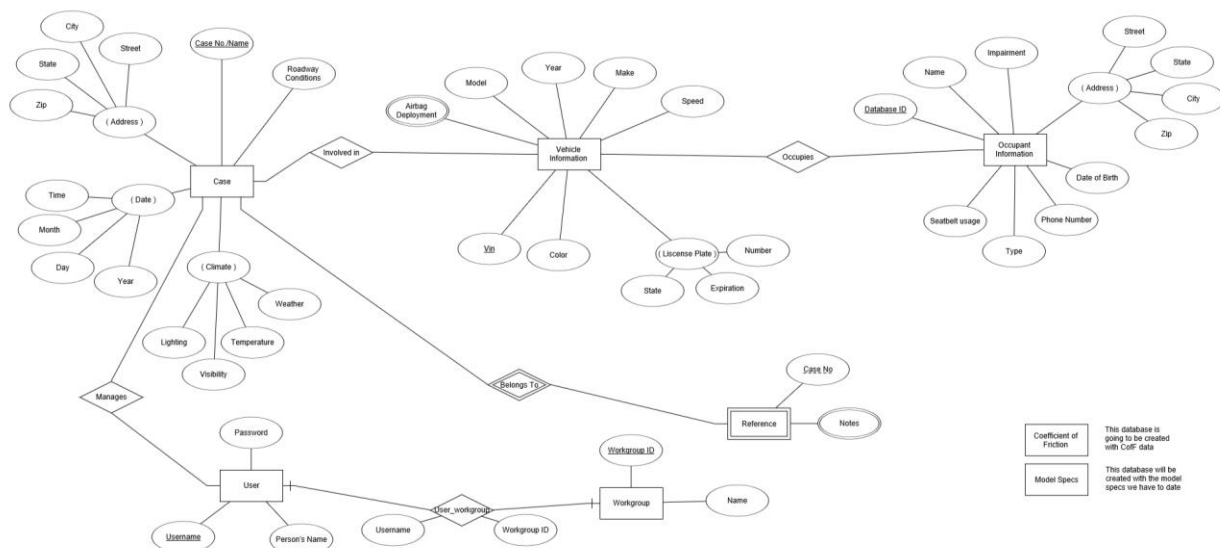 City
Case No./Name
Street
State
Roadway
Conditions
Zip
( Address )
Case
Time
( Date )
Month
Day
Year
( Climate )
Weather
Lighting
Temperature
Visibility
Involved in
Airbag
Deployment
Model
Year
Make
Speed
Vehicle
Information
Vin
Color
( Liscense Plate )
Number
State
Expiration
Occupies
Database ID
Name
Impairment
Street
State
( Address )
City
Zip
Occupant
Information
Date of Birth
Seatbelt usage
Phone Number
Type
Manages
Belongs To
Case No
Reference
Notes
Password
User
Username
Person's Name
User_workgroup
Username
Workgroup ID
Workgroup ID
Workgroup
Name
Coefficient of
Friction
This database is
going to be created
with CofF data
Model Specs
This database will be
created with the model
specs we have to date